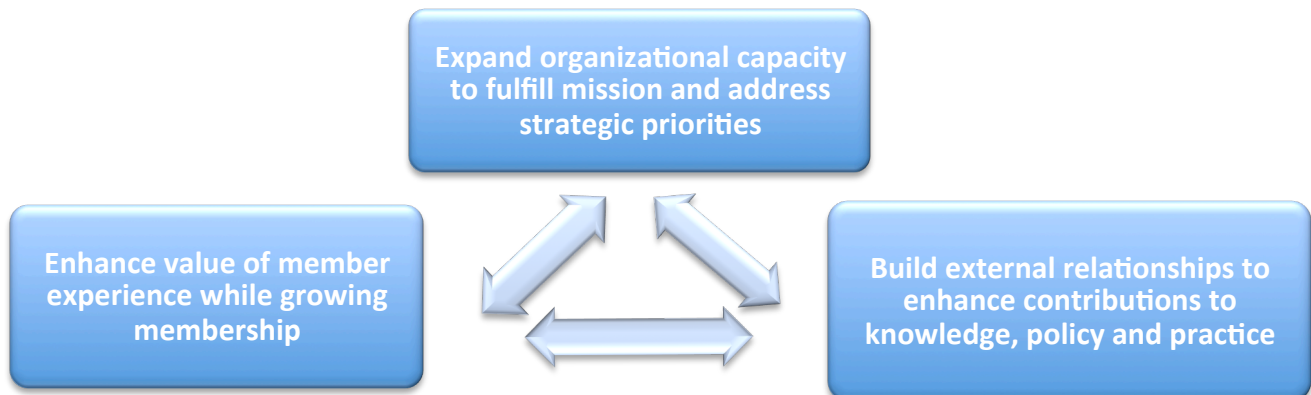 Expand organizational capacity
to fulfill mission and address
strategic priorities
Enhance value of member
experience while growing
membership
Build external relationships to
enhance contributions to
knowledge, policy and practice